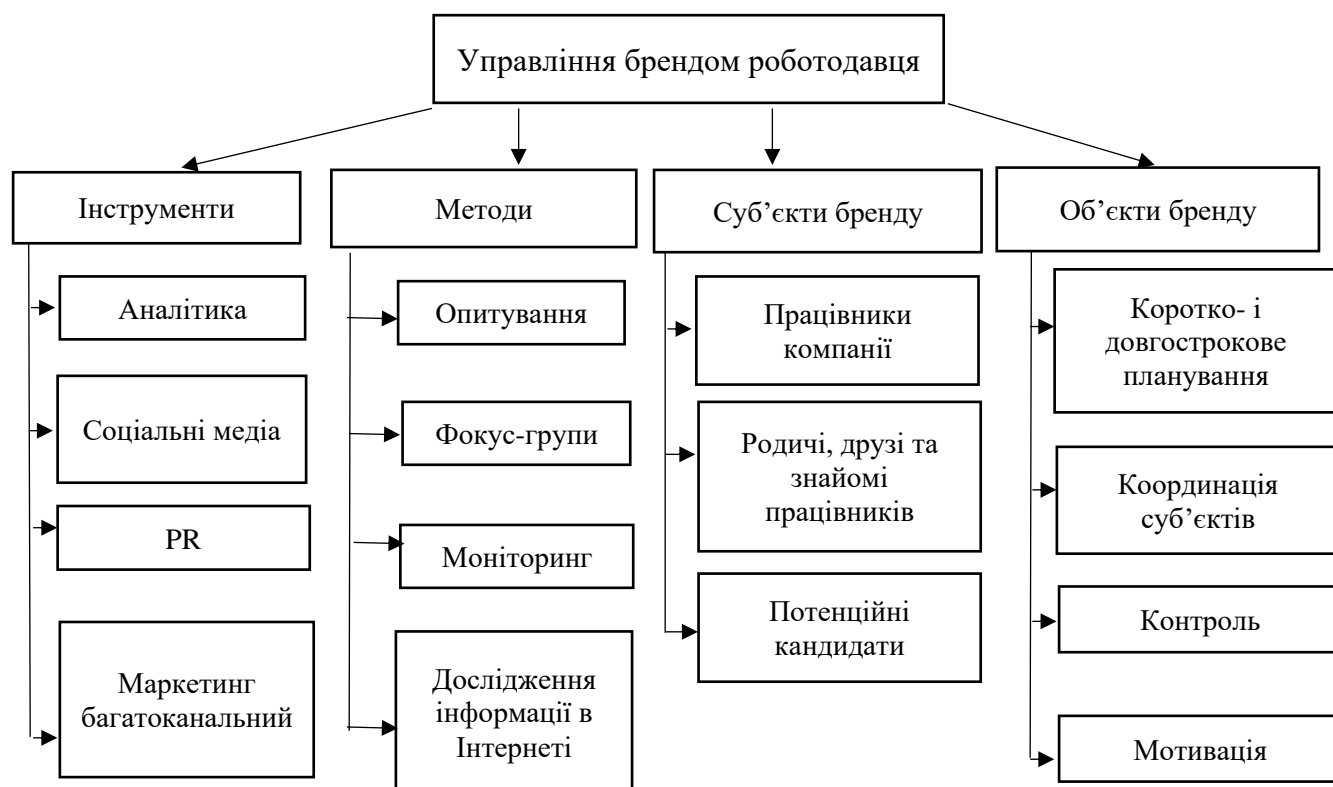 Управління брендом роботодавця
Інструменти
Аналітика
Соціальні медіа
PR
Маркетинг
багатоканальний
Методи
Опитування
Фокус-групи
Моніторинг
Дослідження
інформації в
Інтернеті
Суб’єкти бренду
Працівники
компанії
Родичі, друзі та
знайомі
працівників
Потенційні
кандидати
Об’єкти бренду
Коротко- і
довгострокове
планування
Координація
суб’єктів
Контроль
Мотивація